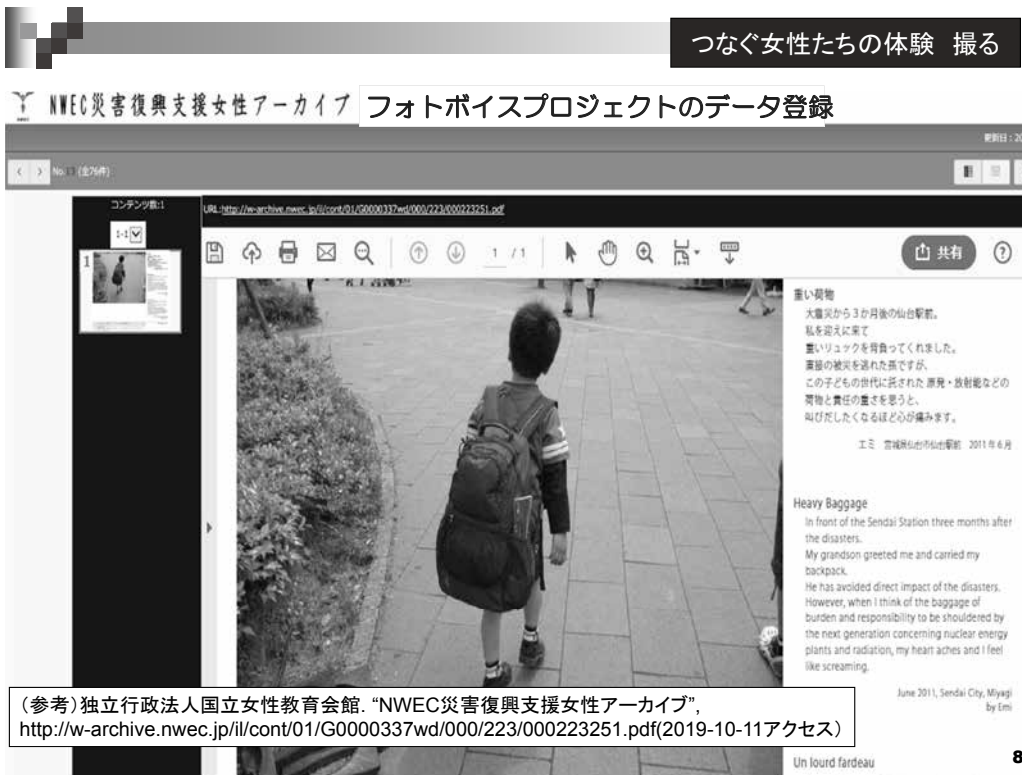 つなぐ女性たちの体験 撮る
NWEC災害復興支援女性アーカイブ フォトボイスプロジェクトのデータ登録
更新日:20
No. (全76件)
コンテンツ数:1
URL:http://w-archive.nwec.jp/il/cont/01/G0000337wd/000/223/000223251.pdf
1-1
1 / 1
共有
1
重い荷物
大震災から3か月後の仙台駅前。
私を迎えに来て
重いリュックを背負ってくれました。
直接の被災を逃れた孫ですが、
この子どもの世代に託された 原発・放射能などの
荷物と責任の重さを思うと、
叫びだしたくなるほど心が痛みます。
エミ 宮城県仙台市仙台駅前 2011年6月
Heavy Baggage
In front of the Sendai Station three months after
the disasters.
My grandson greeted me and carried my
backpack.
He has avoided direct impact of the disasters.
However, when I think of the baggage of
burden and responsibility to be shouldered by
the next generation concerning nuclear energy
plants and radiation, my heart aches and I feel
like screaming.
June 2011, Sendai City, Miyagi
by Emi
Un lourd fardeau
(参考)独立行政法人国立女性教育会館. “NWEC災害復興支援女性アーカイブ”,
http://w-archive.nwec.jp/il/cont/01/G0000337wd/000/223/000223251.pdf(2019-10-11アクセス)
8